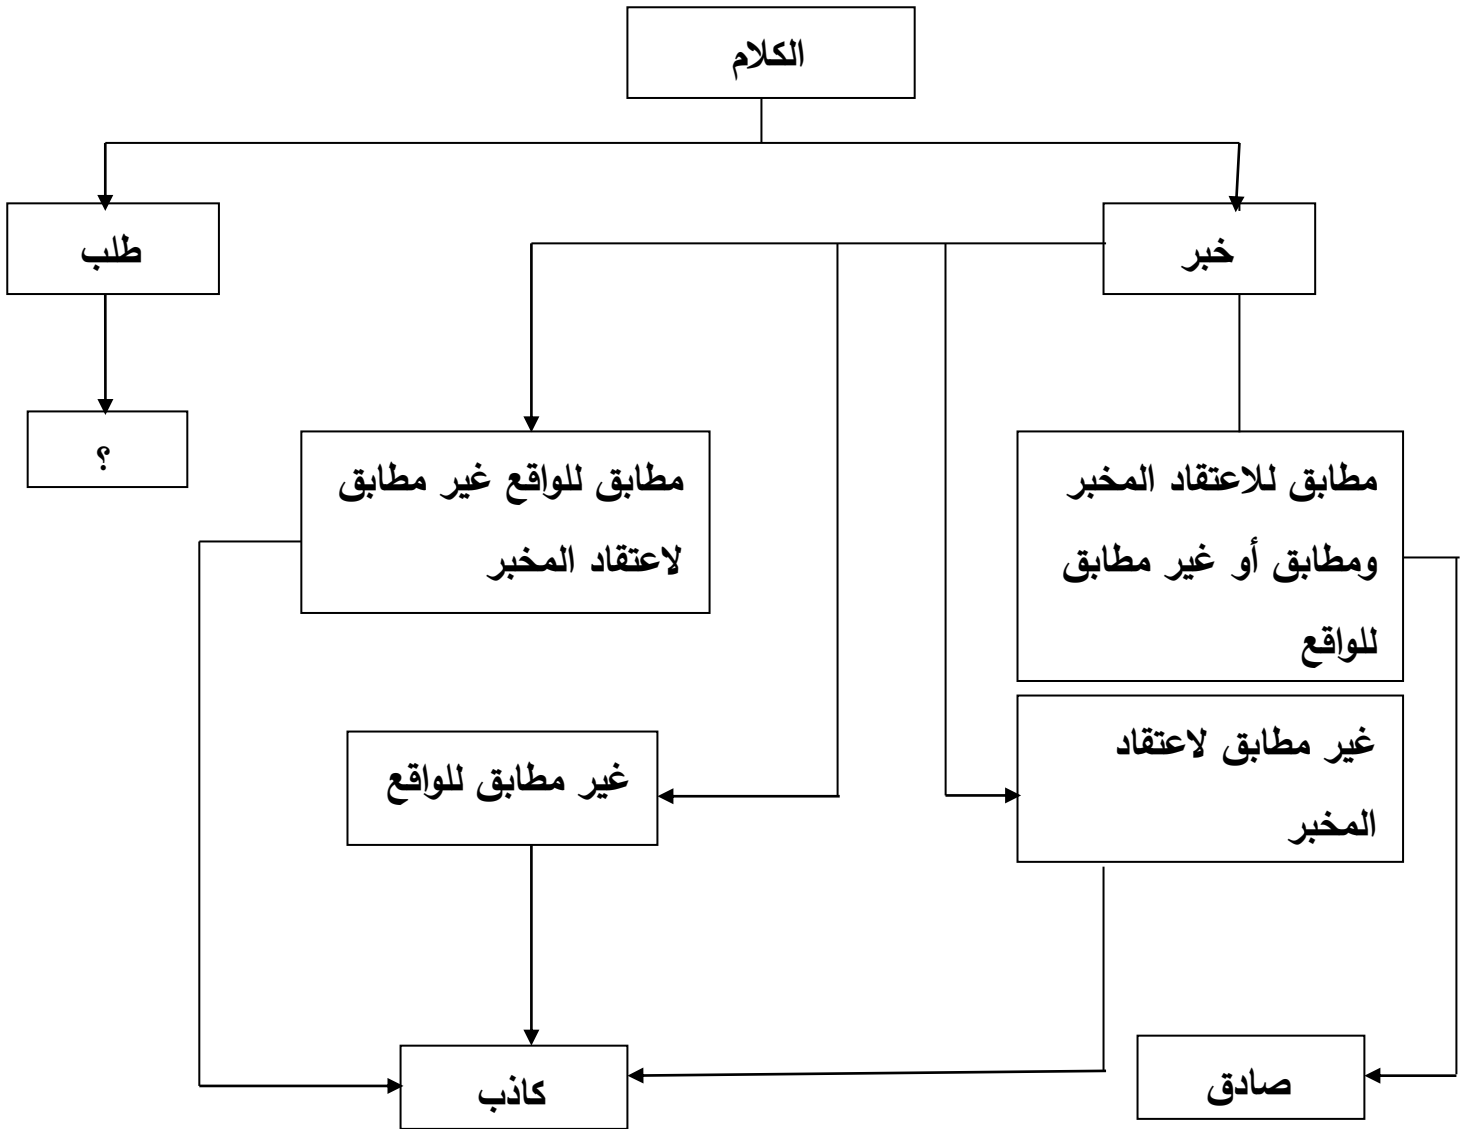 الكلام
خبر
طلب
؟
مطابق للاعتقاد المخبر
ومطابق أو غير مطابق
للواقع
مطابق للواقع غير مطابق
لاعتقاد المخبر
غير مطابق لاعتقاد
المخبر
غير مطابق للواقع
صادق
كاذب